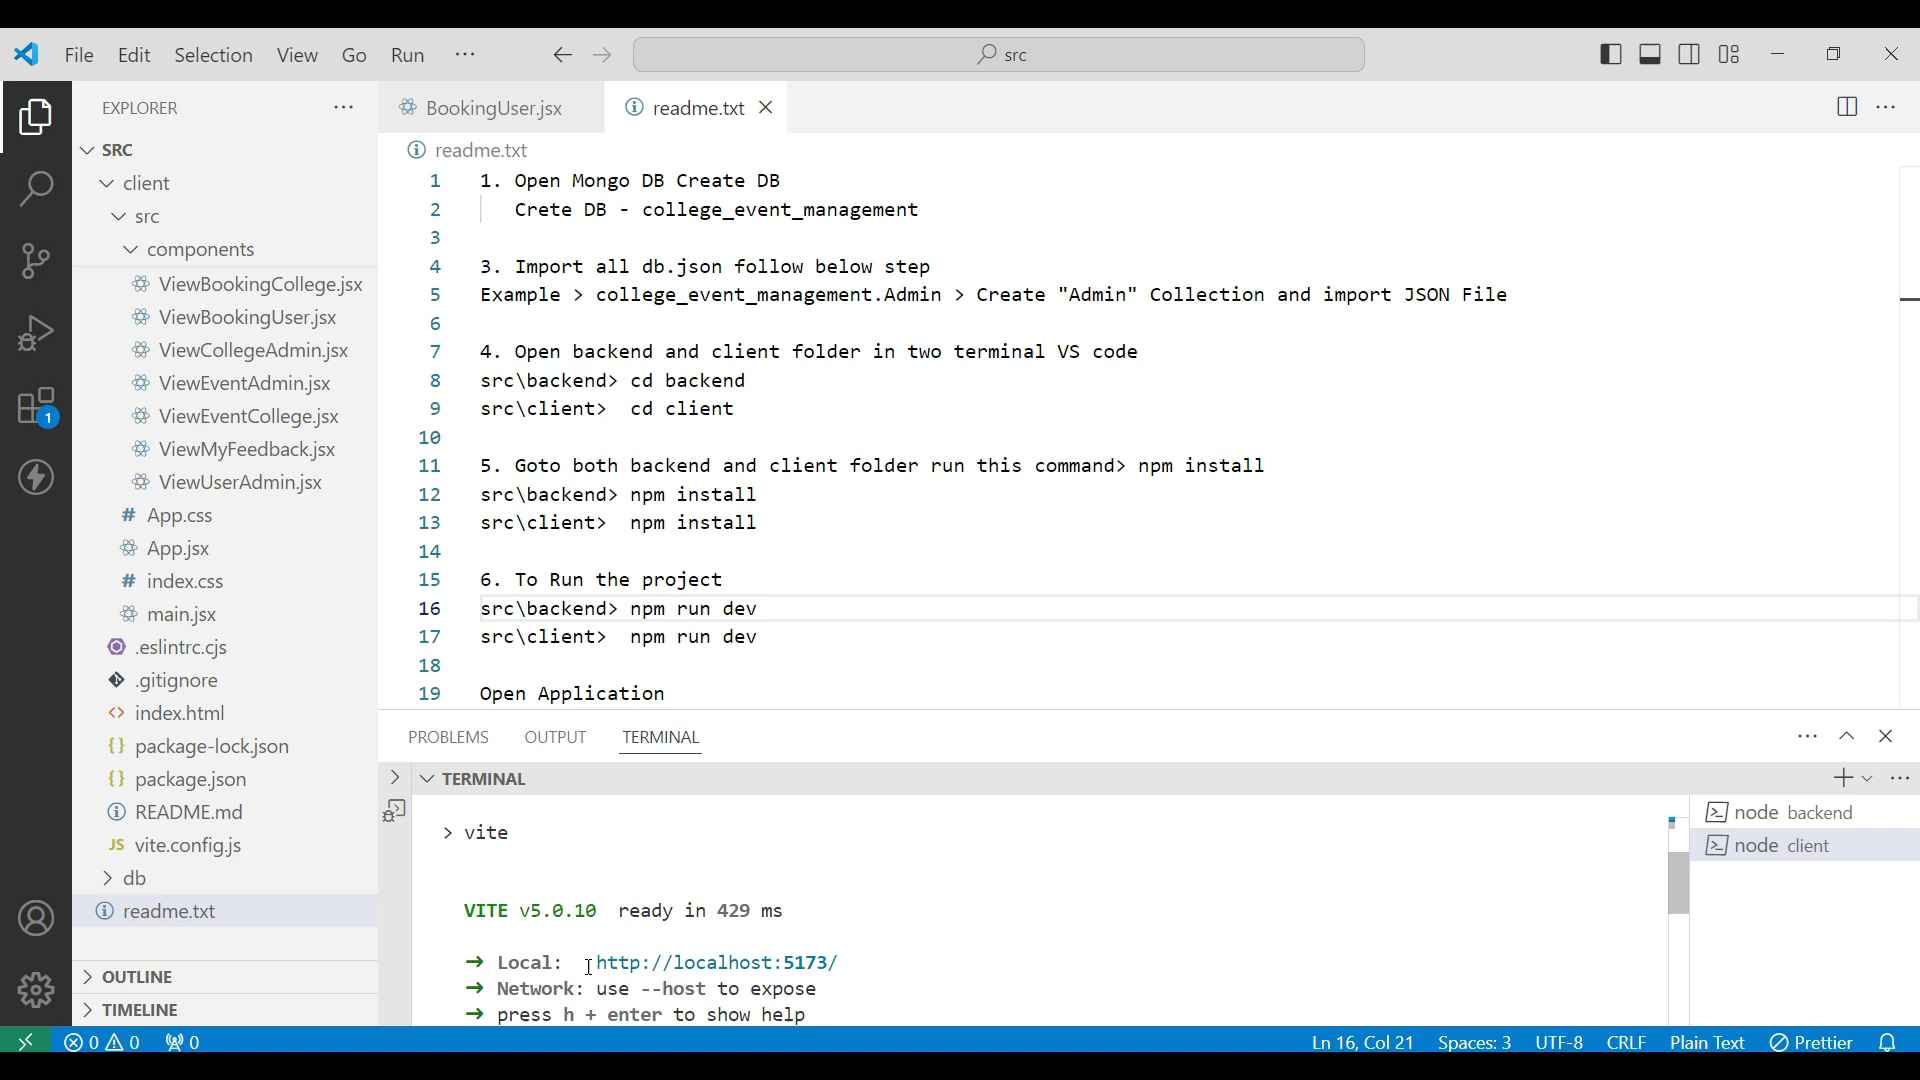 File Edit Selection View Go Run ··· src
EXPLORER ···
BookingUser.jsx readme.txt
SRC
client
src
components
ViewBookingCollege.jsx
ViewBookingUser.jsx
ViewCollegeAdmin.jsx
ViewEventAdmin.jsx
ViewEventCollege.jsx
ViewMyFeedback.jsx
ViewUserAdmin.jsx
# App.css
App.jsx
# index.css
main.jsx
.eslintrc.cjs
.gitignore
<> index.html
{} package-lock.json
{} package.json
README.md
JS vite.config.js
db
readme.txt
OUTLINE
TIMELINE
1
readme.txt
1 1. Open Mongo DB Create DB
2 Crete DB - college_event_management
3
4 3. Import all db.json follow below step
5 Example > college_event_management.Admin > Create "Admin" Collection and import JSON File
6
7 4. Open backend and client folder in two terminal VS code
8 src\backend> cd backend
9 src\client> cd client
10
11 5. Goto both backend and client folder run this command> npm install
12 src\backend> npm install
13 src\client> npm install
14
15 6. To Run the project
16 src\backend> npm run dev
17 src\client> npm run dev
18
19 Open Application
PROBLEMS OUTPUT TERMINAL
TERMINAL
> vite
VITE v5.0.10 ready in 429 ms
➜ Local: http://localhost:5173/
➜ Network: use --host to expose
➜ press h + enter to show help
node backend
node client
0 0 0 Ln 16, Col 21 Spaces: 3 UTF-8 CRLF Plain Text Prettier